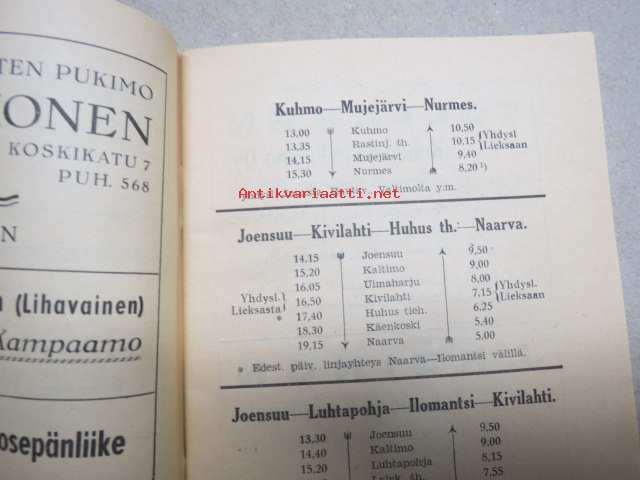 TEN PUKIMO
ONEN
KOSKIKATU 7
PUH. 568
N
n (Lihavainen)
Kampaamo
osepänliike
Kuhmo—Mujejärvi—Nurmes.
13,00 Kuhmo 10,50
13,35 Rastinj. th. 10,15 Yhdysl.
14,15 Mujejärvi 9,40 Lieksaan
15,30 Nurmes 8,20 ¹)
Valtimolta y.m.
Antikvariaatti.net
Joensuu—Kivilahti—Huhus th.—Naarva.
14,15 Joensuu 9,50
15,20 Kaltimo 9,00
16,05 Uimaharju 8,00
Yhdysl. 16,50 Kivilahti 7,15 Yhdysl.
Lieksasta * 17,40 Huhus tieh. 6,25 Lieksaan
18,30 Käenkoski 5,40
19,15 Naarva 5,00
* Edest. päiv. linjayhteys Naarva—Ilomantsi välillä.
Joensuu—Luhtapohja—Ilomantsi—Kivilahti.
13,30 Joensuu 9,50
14,40 Kaltimo 9,00
15,20 Luhtapohja 8,15
7,55